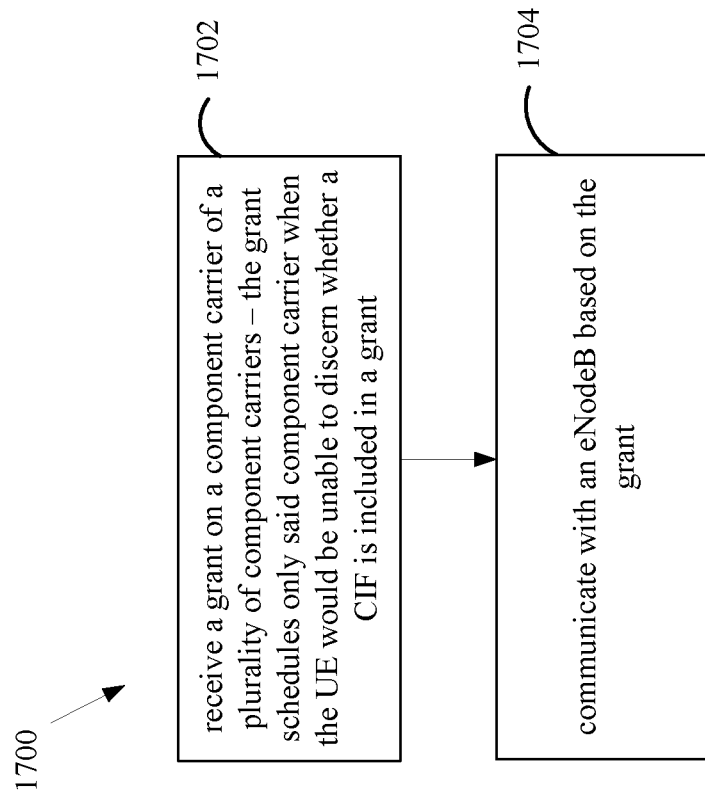 1700
receive a grant on a component carrier of a
plurality of component carriers – the grant
schedules only said component carrier when
the UE would be unable to discern whether a
CIF is included in a grant
1702
communicate with an eNodeB based on the
grant
1704